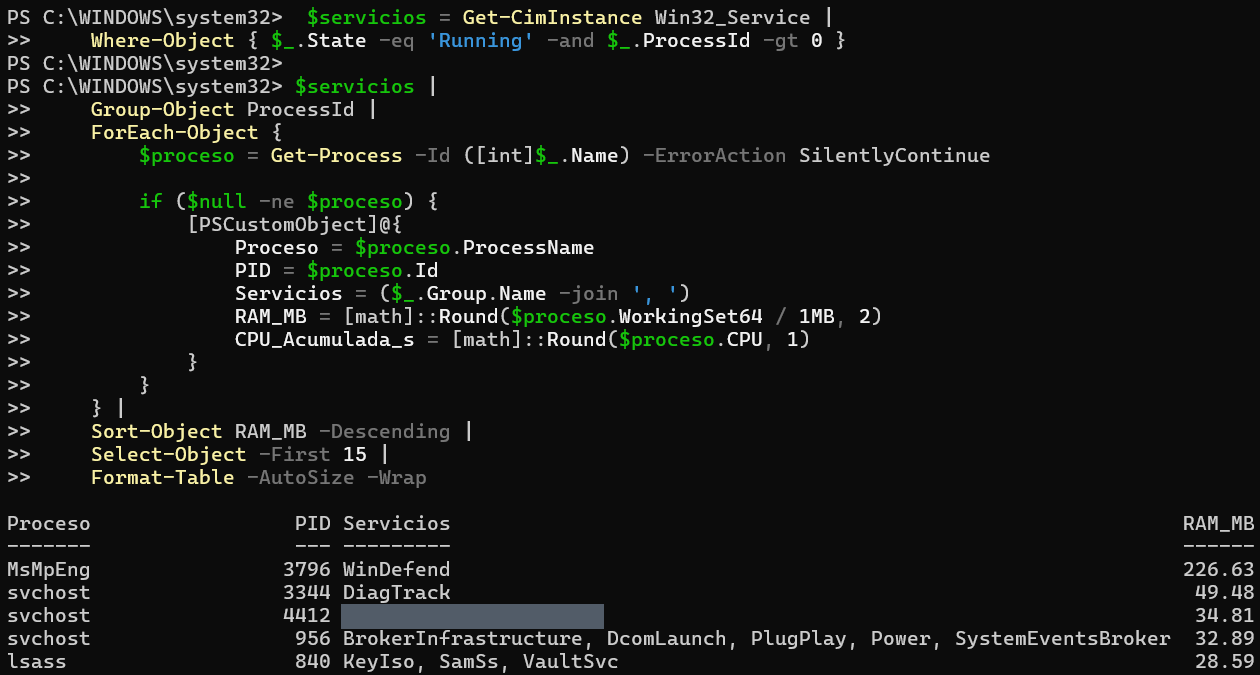 PS C:\WINDOWS\system32>  $servicios = Get-CimInstance Win32_Service |
>>     Where-Object { $_.State -eq 'Running' -and $_.ProcessId -gt 0 }
PS C:\WINDOWS\system32>
PS C:\WINDOWS\system32> $servicios |
>>     Group-Object ProcessId |
>>     ForEach-Object {
>>         $proceso = Get-Process -Id ([int]$_.Name) -ErrorAction SilentlyContinue
>>
>>         if ($null -ne $proceso) {
>>             [PSCustomObject]@{
>>                 Proceso = $proceso.ProcessName
>>                 PID = $proceso.Id
>>                 Servicios = ($_.Group.Name -join ', ')
>>                 RAM_MB = [math]::Round($proceso.WorkingSet64 / 1MB, 2)
>>                 CPU_Acumulada_s = [math]::Round($proceso.CPU, 1)
>>             }
>>         }
>>     } |
>>     Sort-Object RAM_MB -Descending |
>>     Select-Object -First 15 |
>>     Format-Table -AutoSize -Wrap
Proceso                 PID Servicios                                                             RAM_MB
-------                 --- ---------                                                             ------
MsMpEng                3796 WinDefend                                                             226.63
svchost                3344 DiagTrack                                                              49.48
svchost                4412                                                                        34.81
svchost                 956 BrokerInfrastructure, DcomLaunch, PlugPlay, Power, SystemEventsBroker  32.89
lsass                   840 KeyIso, SamSs, VaultSvc                                                28.59